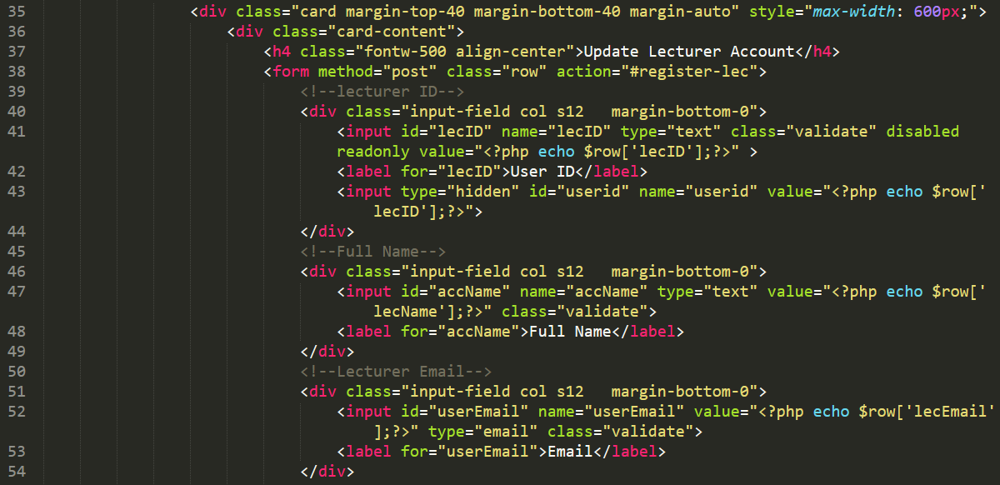 35 <div class="card margin-top-40 margin-bottom-40 margin-auto" style="max-width: 600px;">
36 <div class="card-content">
37 <h4 class="fontw-500 align-center">Update Lecturer Account</h4>
38 <form method="post" class="row" action="#register-lec">
39 <!--lecturer ID-->
40 <div class="input-field col s12   margin-bottom-0">
41 <input id="lecID" name="lecID" type="text" class="validate" disabled
readonly value="<?php echo $row['lecID'];?>" >
42 <label for="lecID">User ID</label>
43 <input type="hidden" id="userid" name="userid" value="<?php echo $row['
lecID'];?>">
44 </div>
45 <!--Full Name-->
46 <div class="input-field col s12   margin-bottom-0">
47 <input id="accName" name="accName" type="text" value="<?php echo $row['
lecName'];?>" class="validate">
48 <label for="accName">Full Name</label>
49 </div>
50 <!--Lecturer Email-->
51 <div class="input-field col s12   margin-bottom-0">
52 <input id="userEmail" name="userEmail" value="<?php echo $row['lecEmail'
];?>" type="email" class="validate">
53 <label for="userEmail">Email</label>
54 </div>